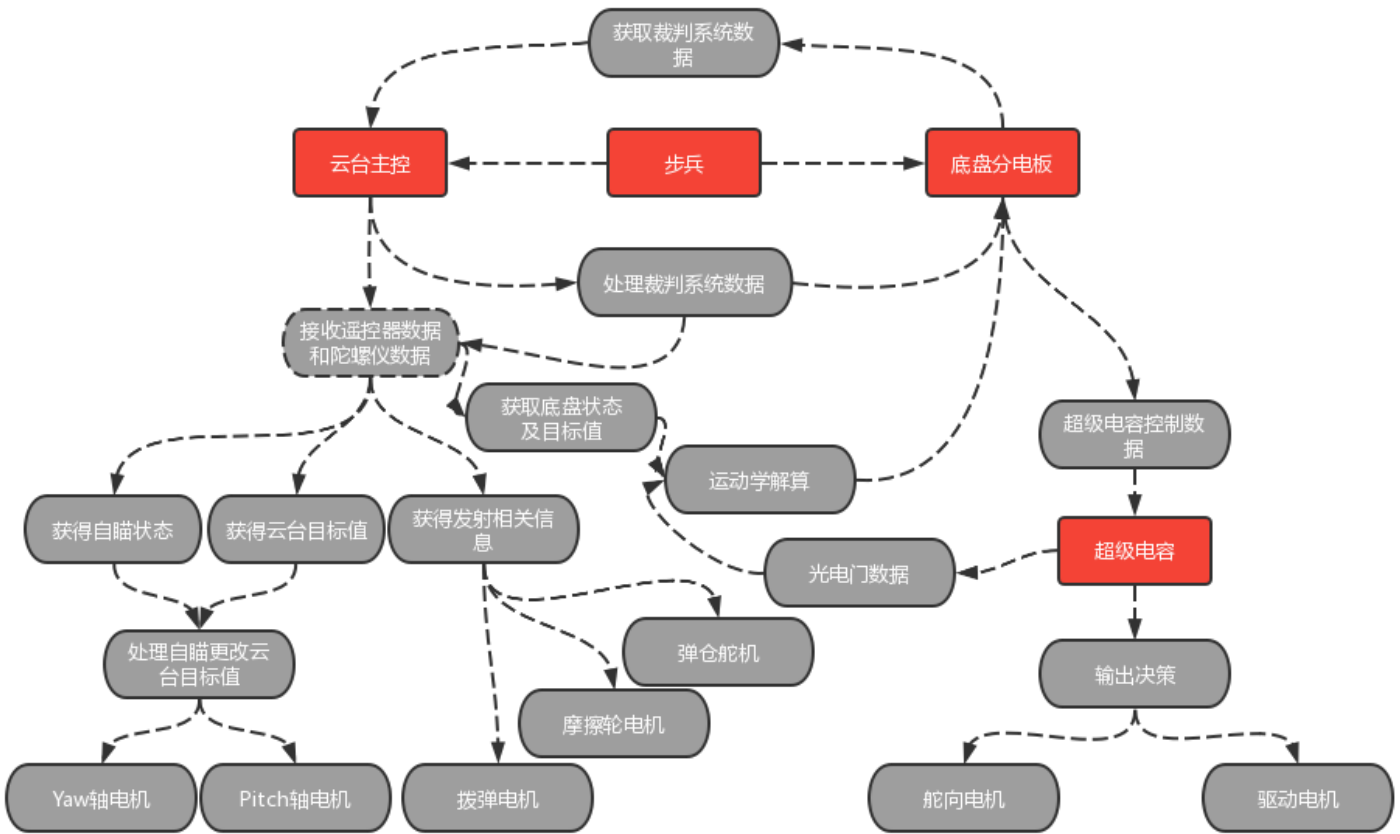 获取裁判系统数
据
云台主控
步兵
底盘分电板
处理裁判系统数据
接收遥控器数据
和陀螺仪数据
获取底盘状态
及目标值
超级电容控制数
据
运动学解算
获得自瞄状态
获得云台目标值
获得发射相关信
息
超级电容
光电门数据
处理自瞄更改云
台目标值
弹仓舵机
输出决策
摩擦轮电机
Yaw轴电机
Pitch轴电机
拨弹电机
舵向电机
驱动电机